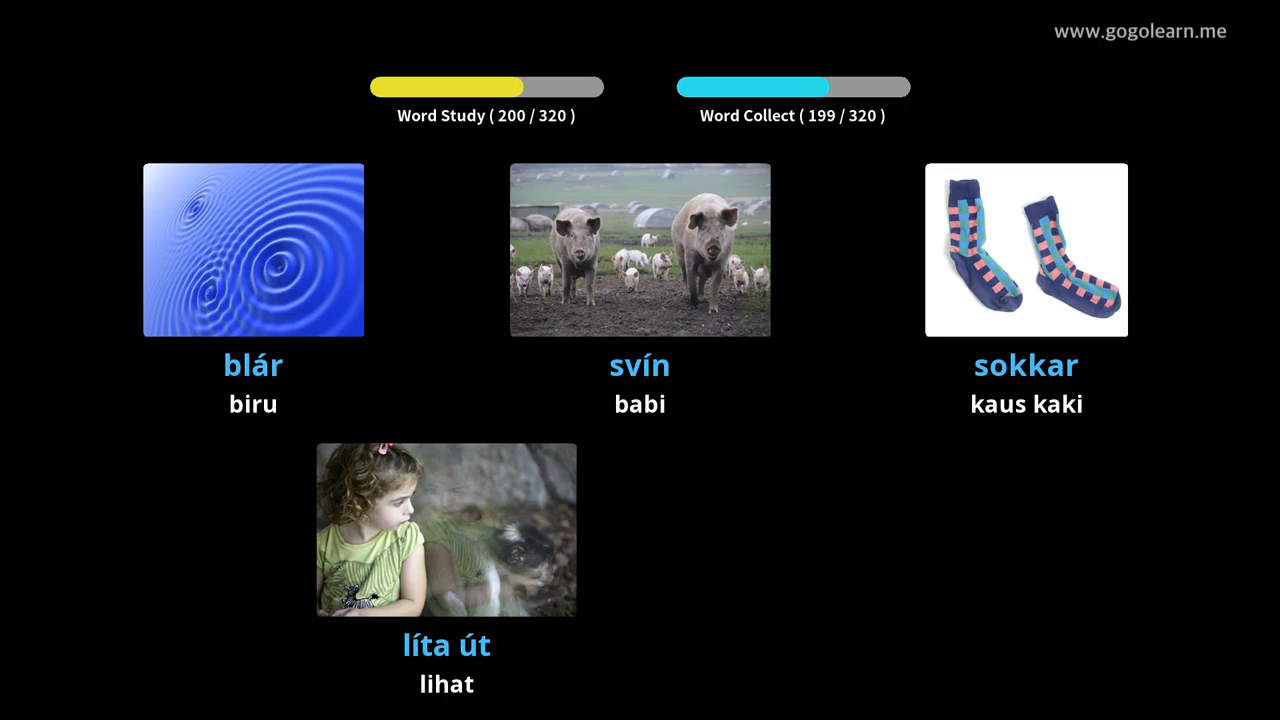 www.gogolearn.me
Word Study ( 200 / 320 )
Word Collect ( 199 / 320 )
blár
svín
sokkar
biru
babi
kaus kaki
líta út
lihat